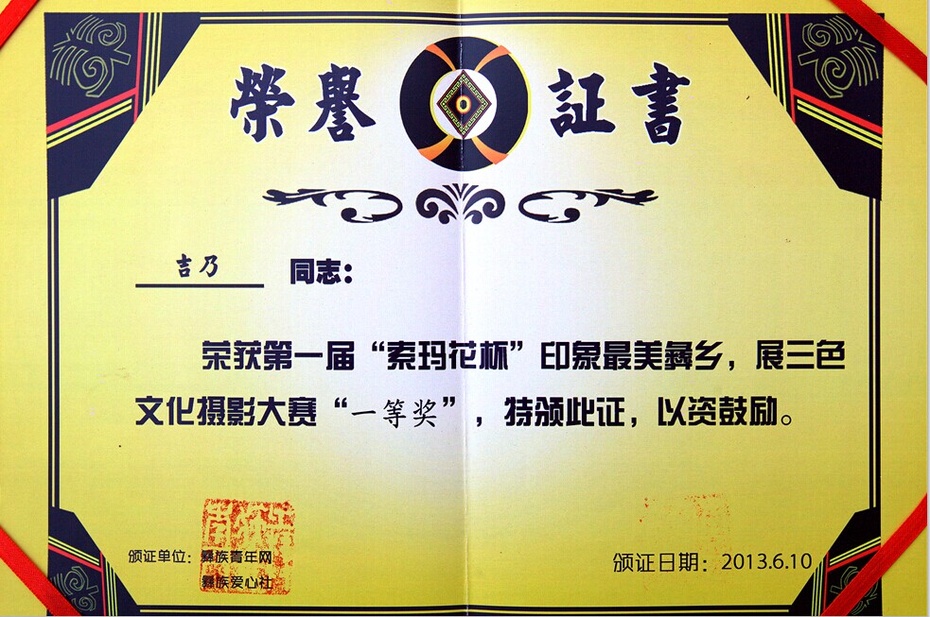 榮譽証書
吉乃 同志：
荣获第一届“索玛花杯”印象最美彝乡，展三色
文化摄影大赛“一等奖”，特颁此证，以资鼓励。
颁证单位：彝族青年网
彝族爱心社
颁证日期：2013.6.10